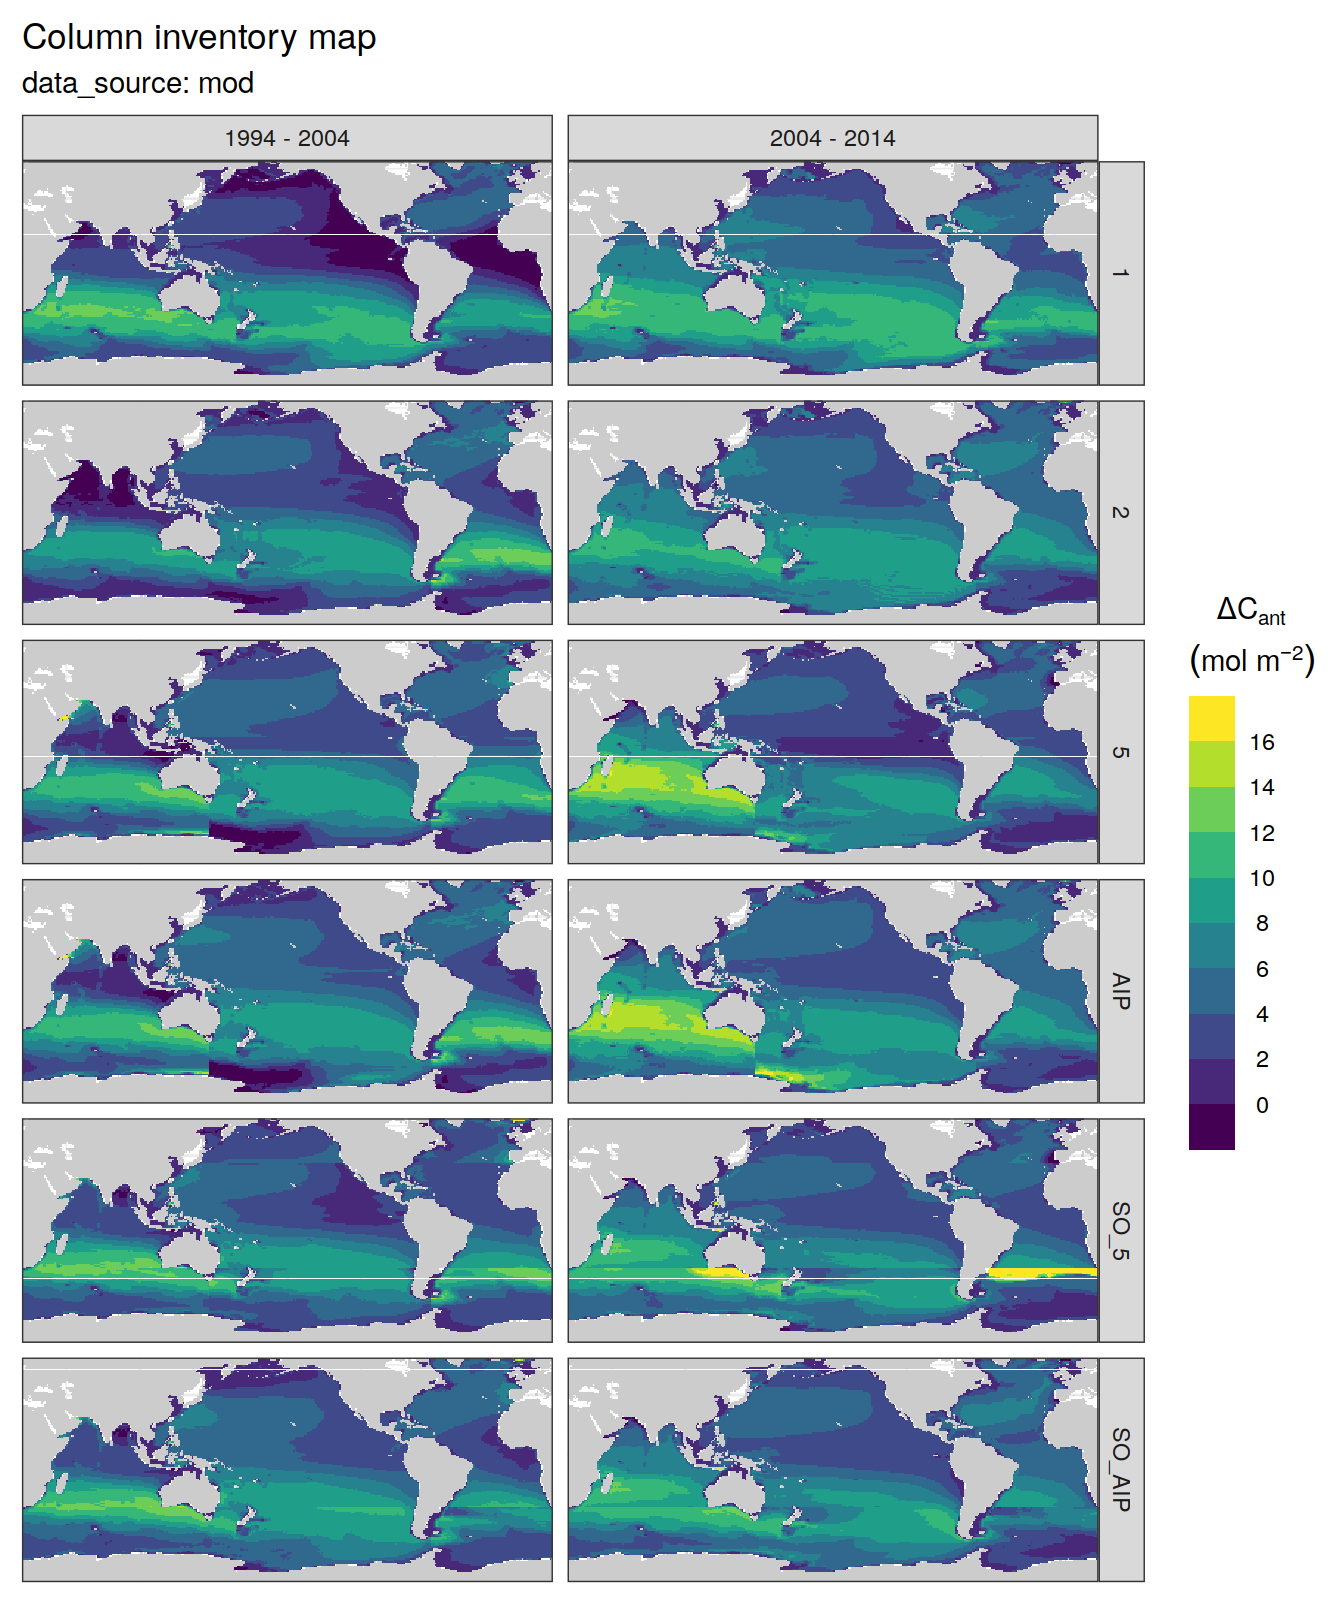 Column inventory map
data_source: mod
1994 - 2004
2004 - 2014
1
2
5
AIP
SO_5
SO_AIP
ΔCant
(mol m−2)
16
14
12
10
8
6
4
2
0